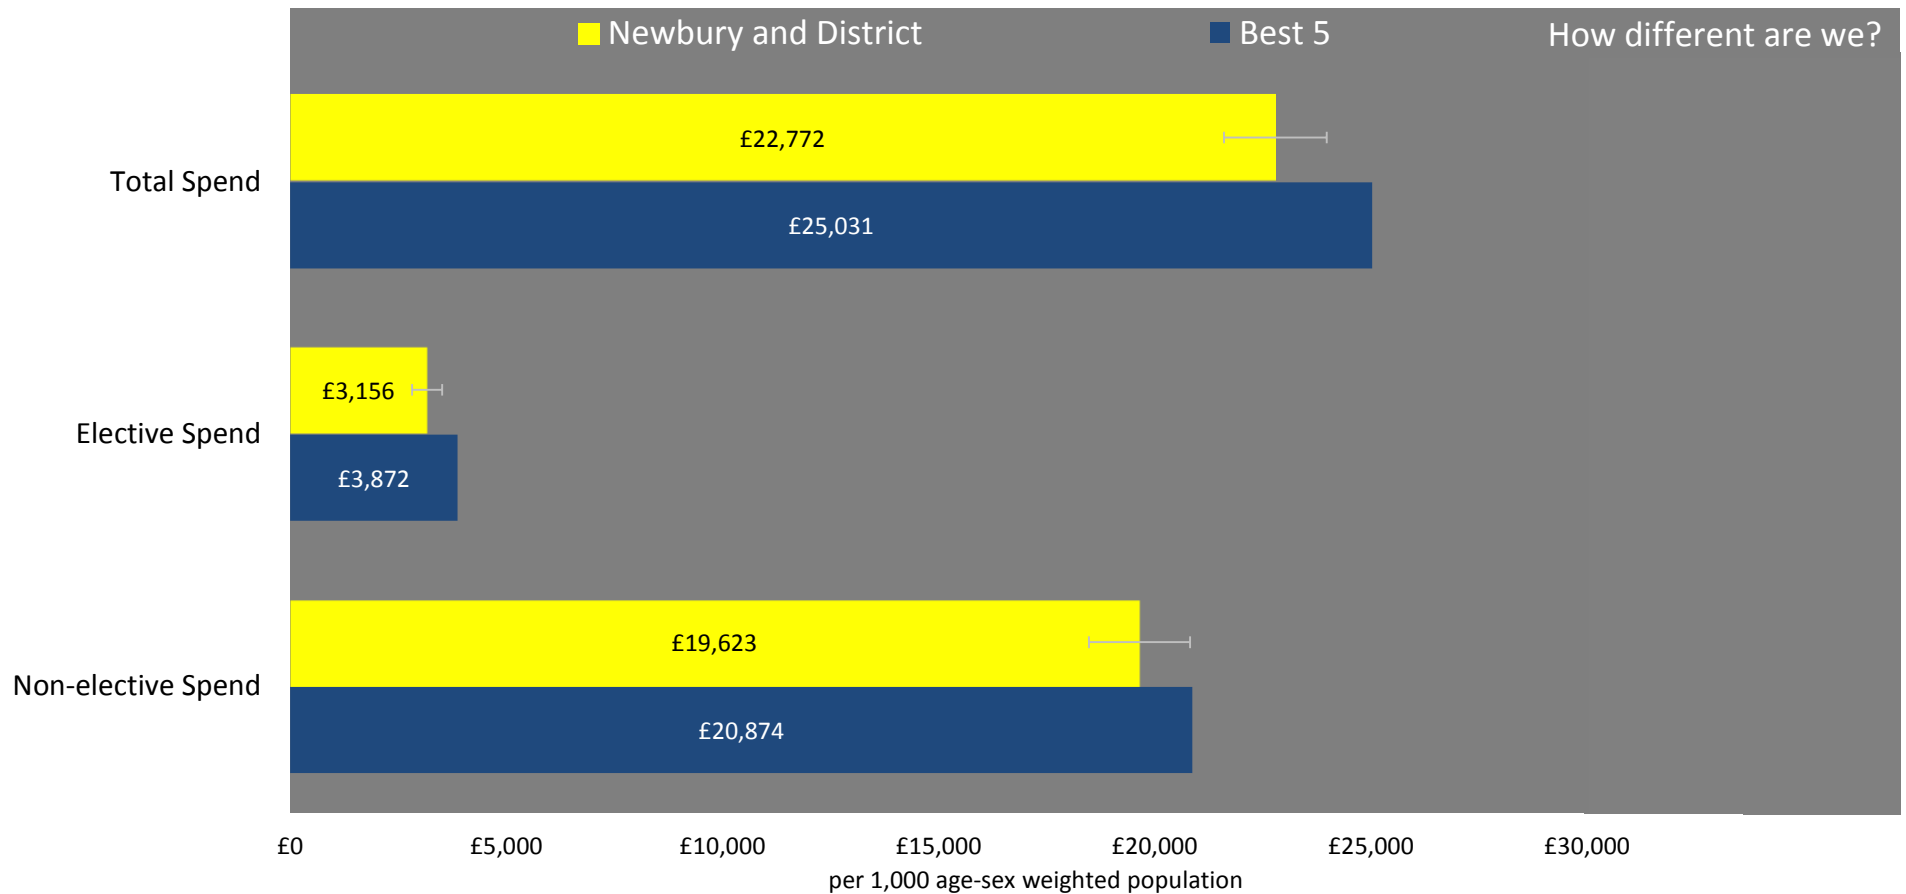 Newbury and District
Best 5
How different are we?
Total Spend
£22,772
£25,031
Elective Spend
£3,156
£3,872
Non-elective Spend
£19,623
£20,874
£0 £5,000 £10,000 £15,000 £20,000 £25,000 £30,000
per 1,000 age-sex weighted population